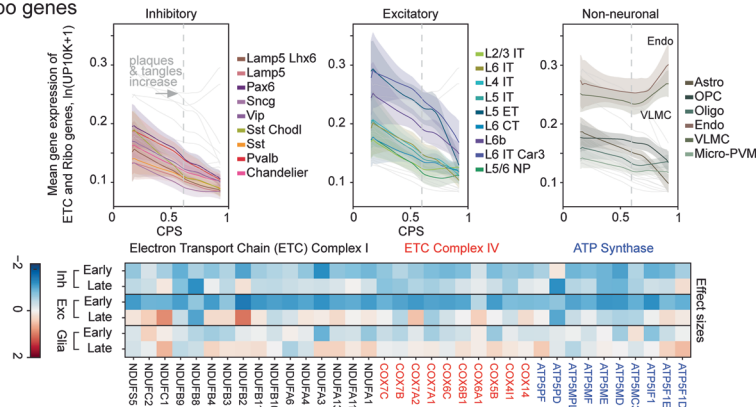 bo genes
Inhibitory
Excitatory
Non-neuronal
Mean gene expression of
ETC and Ribo genes, ln(UP10K+1)
0.3
0.2
0.1
plaques
& tangles
increase
0
0.5
1
CPS
Lamp5 Lhx6
Lamp5
Pax6
Sncg
Vip
Sst Chodl
Sst
Pvalb
Chandelier
0.3
0.2
0.1
0
0.5
1
CPS
L2/3 IT
L6 IT
L4 IT
L5 IT
L5 ET
L6 CT
L6b
L6 IT Car3
L5/6 NP
0.3
0.2
0.1
0
0.5
1
Endo
VLMC
Astro
OPC
Oligo
Endo
VLMC
Micro-PVM
Electron Transport Chain (ETC) Complex I
ETC Complex IV
ATP Synthase
−2
0
2
Inh
Early
Late
Exc
Early
Late
Glia
Early
Late
Effect sizes
NDUFS5
NDUFC2
NDUFC1
NDUFB9
NDUFB8
NDUFB4
NDUFB3
NDUFB2
NDUFA6
NDUFA4
NDUFA3
COX7C
COX7B
COX7A2
COX7A1
COX6C
COX6B1
COX6A1
COX5B
COX4I1
COX14
ATP5PF
ATP5PD
ATP5MF
ATP5ME
ATP5MD
ATP5IF1